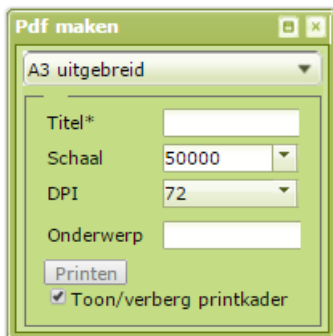 Pdf maken
A3 uitgebreid
Titel*
Schaal 50000
DPI 72
Onderwerp
Printen
Toon/verberg printkader